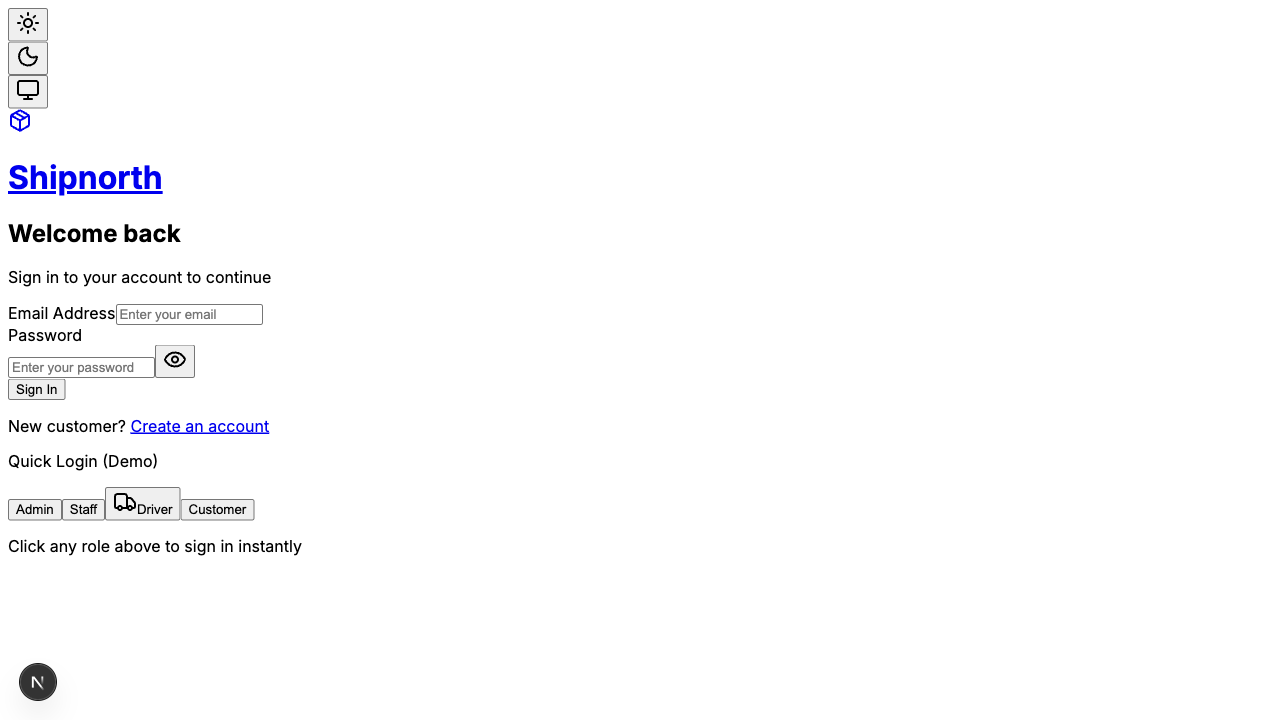 Shipnorth
Welcome back
Sign in to your account to continue
Email Address Enter your email
Password
Enter your password
Sign In
New customer? Create an account
Quick Login (Demo)
Admin Staff Driver Customer
Click any role above to sign in instantly
N